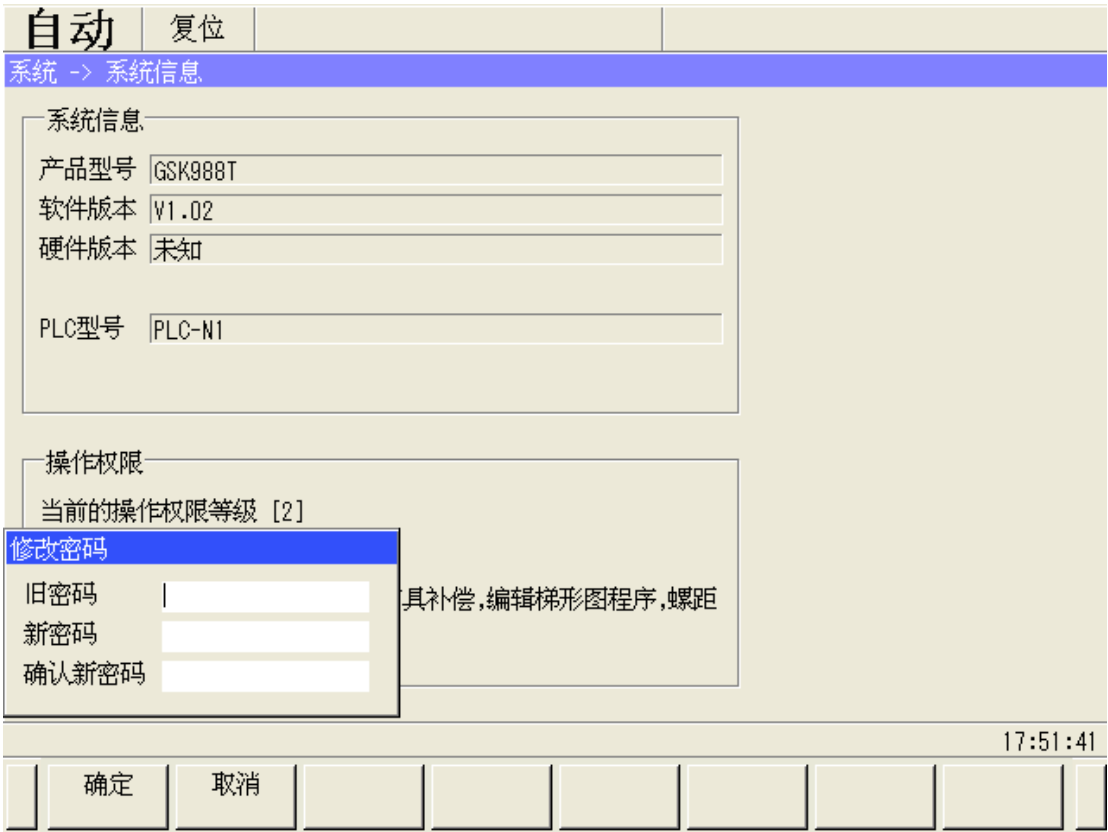 自动 复位
系统 -> 系统信息
系统信息
产品型号 GSK988T
软件版本 V1.02
硬件版本 未知
PLC型号 PLC-N1
操作权限
当前的操作权限等级 [2]
修改密码
旧密码
具补偿,编辑梯形图程序,螺距
新密码
确认新密码
17:51:41
确定 取消